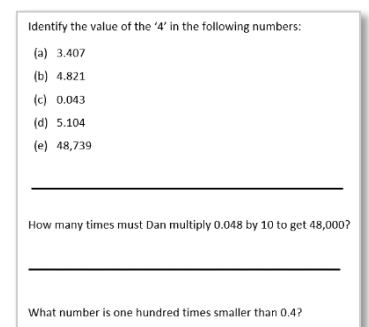 Identify the value of the ‘4’ in the following numbers:
(a) 3.407
(b) 4.821
(c) 0.043
(d) 5.104
(e) 48,739
How many times must Dan multiply 0.048 by 10 to get 48,000?
What number is one hundred times smaller than 0.4?